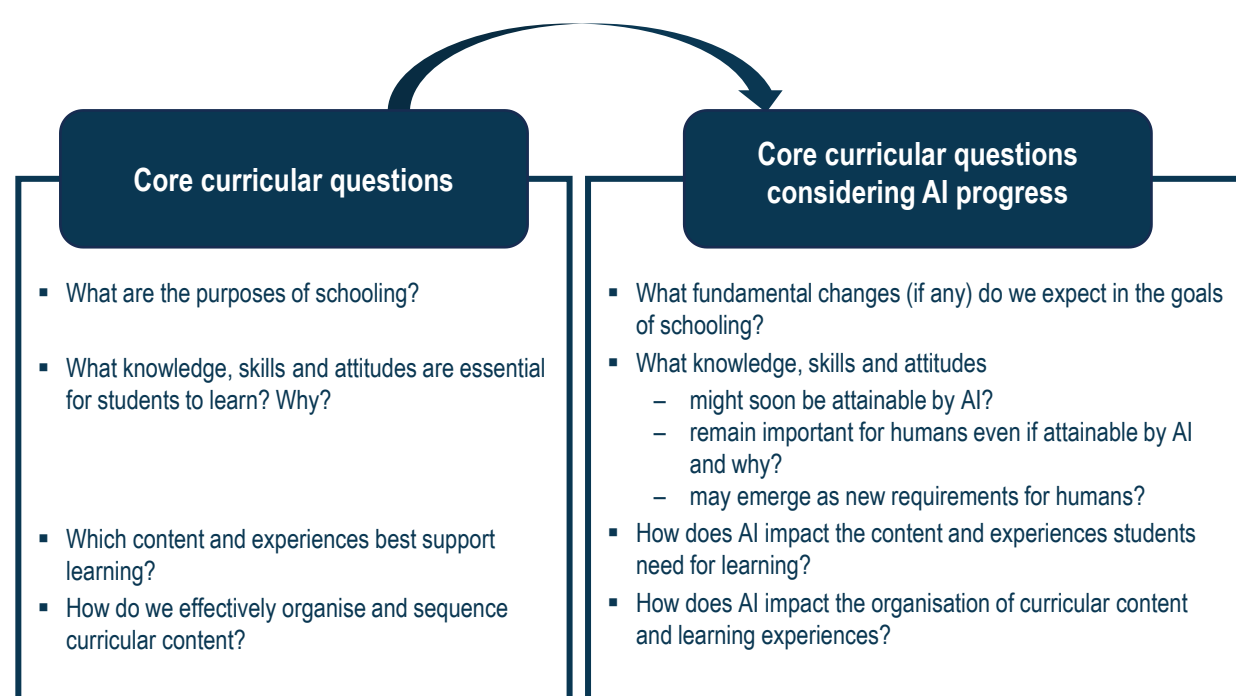 Core curricular questions
▪ What are the purposes of schooling?
▪ What knowledge, skills and attitudes are essential
for students to learn? Why?
▪ Which content and experiences best support
learning?
▪ How do we effectively organise and sequence
curricular content?
Core curricular questions
considering AI progress
▪ What fundamental changes (if any) do we expect in the goals
of schooling?
▪ What knowledge, skills and attitudes
– might soon be attainable by AI?
– remain important for humans even if attainable by AI
and why?
– may emerge as new requirements for humans?
▪ How does AI impact the content and experiences students
need for learning?
▪ How does AI impact the organisation of curricular content
and learning experiences?